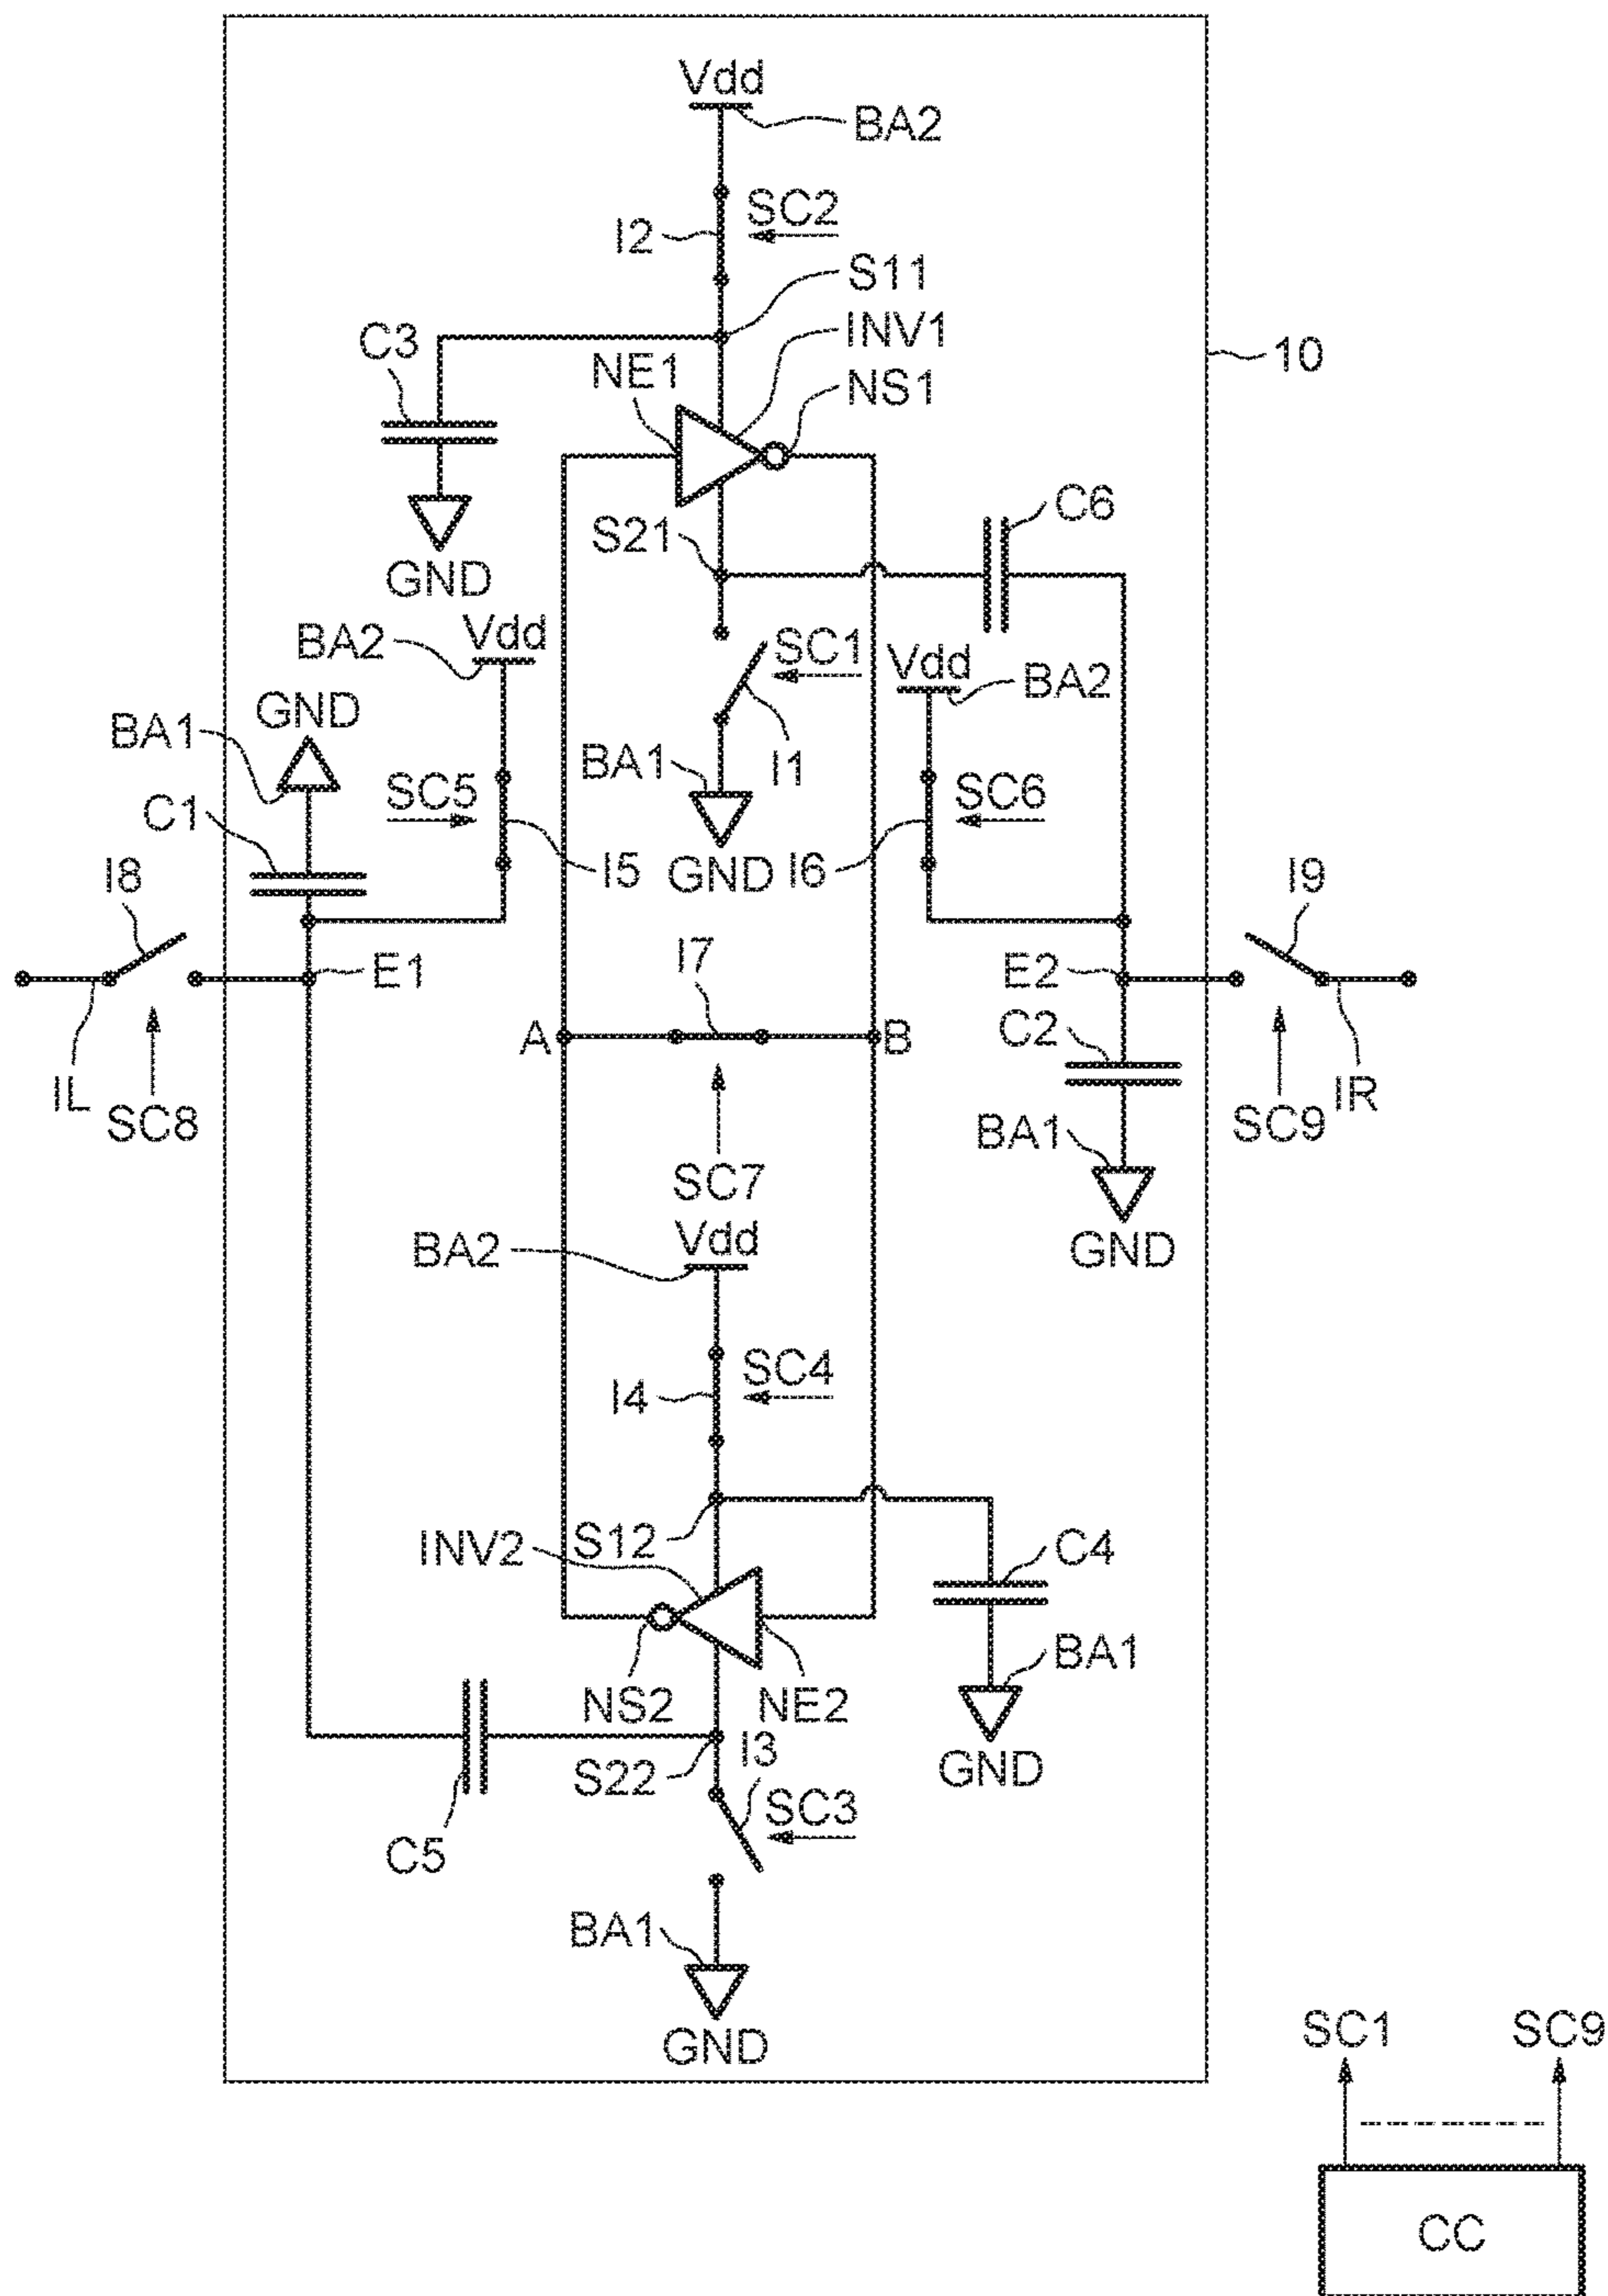 Vdd
BA2
SC2
I2
S11
C3
INV1
10
NE1
NS1
C6
S21
GND
BA2
Vdd
SC1
Vdd
BA2
GND
BA1
BA1
I1
SC5
SC6
C1
I8
I5
GND
I6
I9
I7
E1
E2
A
B
C2
IL
SC8
SC9
IR
BA1
SC7
Vdd
BA2
GND
SC4
I4
S12
INV2
C4
BA1
NS2
NE2
S22
I3
GND
SC3
C5
BA1
GND
SC1
SC9
CC